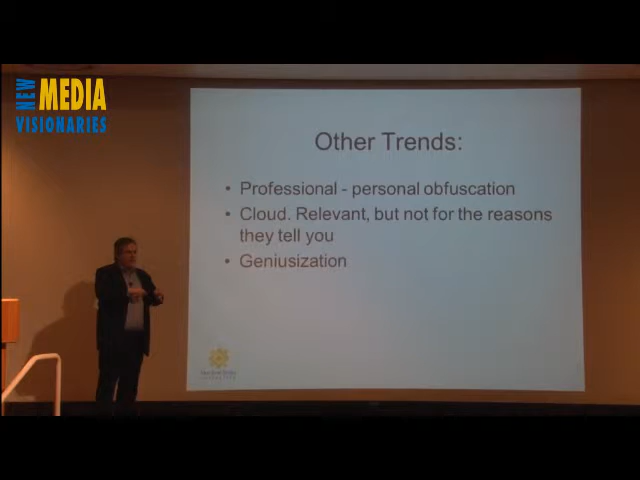 NEW MEDIA
VISIONARIES
Other Trends:
• Professional - personal obfuscation
• Cloud. Relevant, but not for the reasons
they tell you
• Geniusization